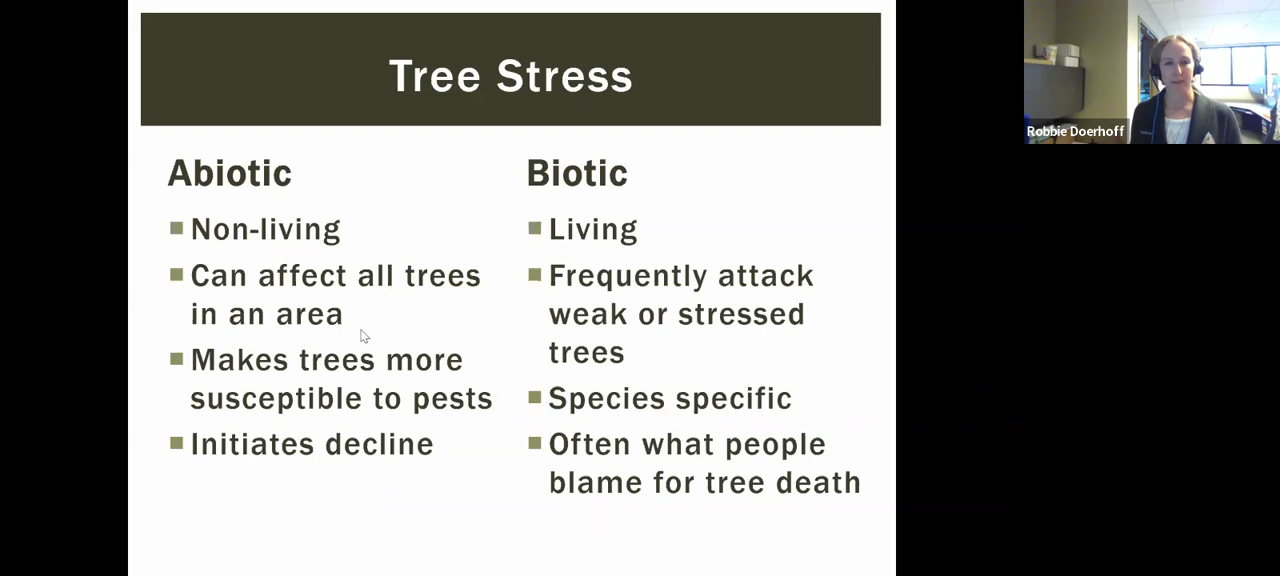 Tree Stress
Abiotic
Non-living
Can affect all trees
in an area
Makes trees more
susceptible to pests
Initiates decline
Biotic
Living
Frequently attack
weak or stressed
trees
Species specific
Often what people
blame for tree death
Robbie Doerhoff